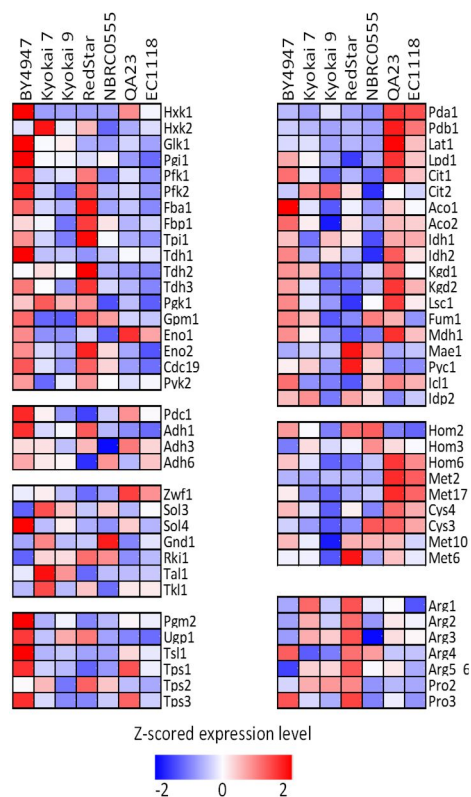 BY4947
Kyokai 7
Kyokai 9
RedStar
NBRC0555
QA23
EC1118
Hxk1
Hxk2
Glk1
Pgi1
Pfk1
Pfk2
Fba1
Fbp1
Tpi1
Tdh1
Tdh2
Tdh3
Pgk1
Gpm1
Eno1
Eno2
Cdc19
Pyk2
Pdc1
Adh1
Adh3
Adh6
Zwf1
Sol3
Sol4
Gnd1
Rki1
Tal1
Tkl1
Pgm2
Ugp1
Tsl1
Tps1
Tps2
Tps3
BY4947
Kyokai 7
Kyokai 9
RedStar
NBRC0555
QA23
EC1118
Pda1
Pdb1
Lat1
Lpd1
Cit1
Cit2
Aco1
Aco2
Idh1
Idh2
Kgd1
Kgd2
Lsc1
Fum1
Mdh1
Mae1
Pyc1
Icl1
Idp2
Hom2
Hom3
Hom6
Met2
Met17
Cys4
Cys3
Met10
Met6
Arg1
Arg2
Arg3
Arg4
Arg5_6
Pro2
Pro3
Z-scored expression level
-2 0 2